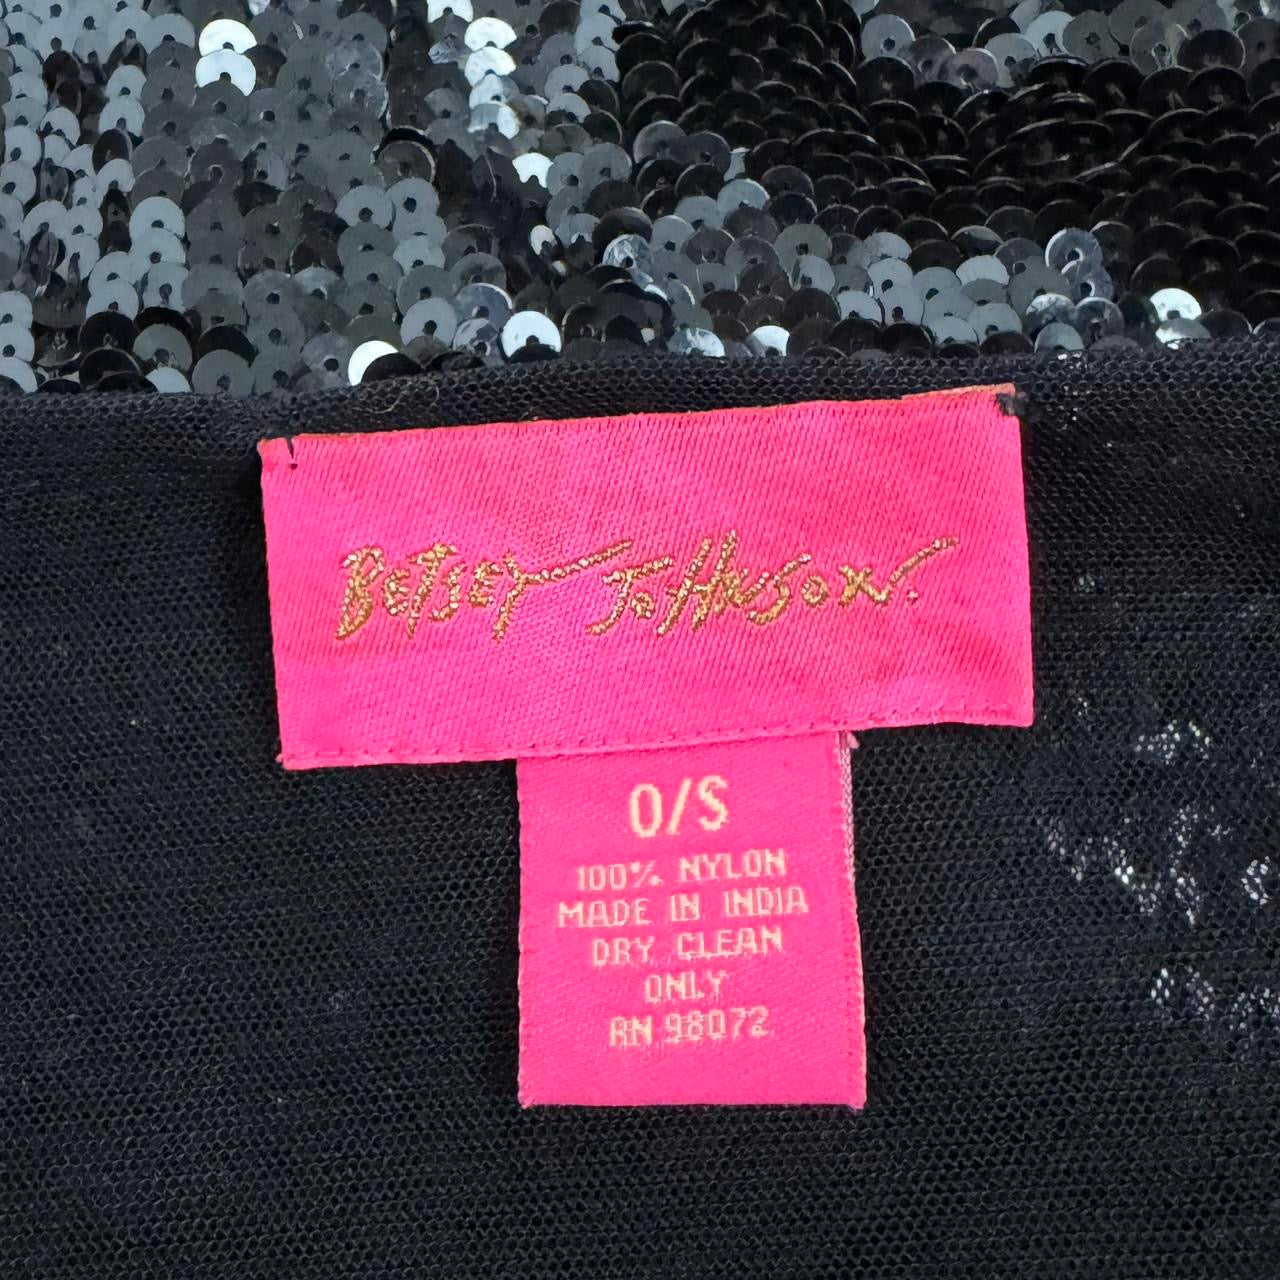 BETSEY JOHNSON.
O/S
100% NYLON
MADE IN INDIA
DRY CLEAN
ONLY
RN 98072